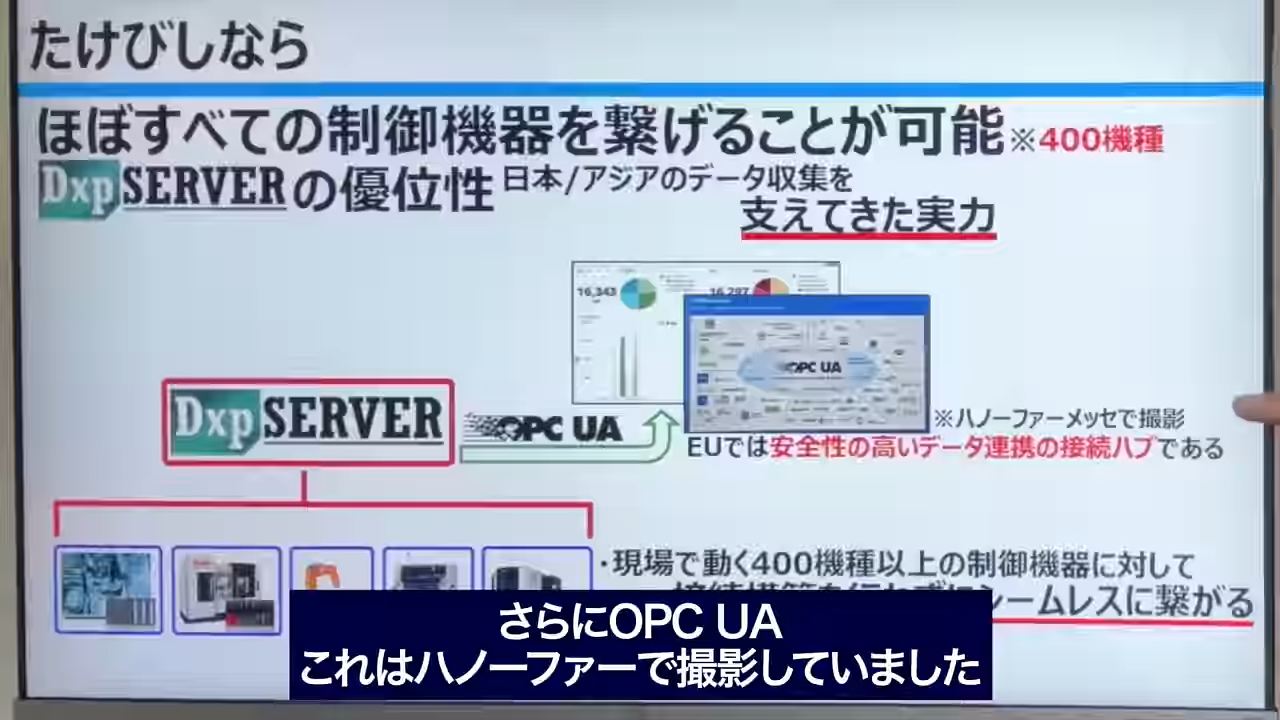 たけびしなら
ほぼすべての制御機器を繋げることが可能※400機種
DxpSERVERの優位性 日本/アジアのデータ収集を
支えてきた実力
16,343
16,297
OPC UA
DxpSERVER
OPC UA
※ハノーファーメッセで撮影
EUでは安全性の高いデータ連携の接続ハブである
・現場で動く400機種以上の制御機器に対して
シームレスに繋がる
さらにOPC UA
これはハノーファーで撮影していました